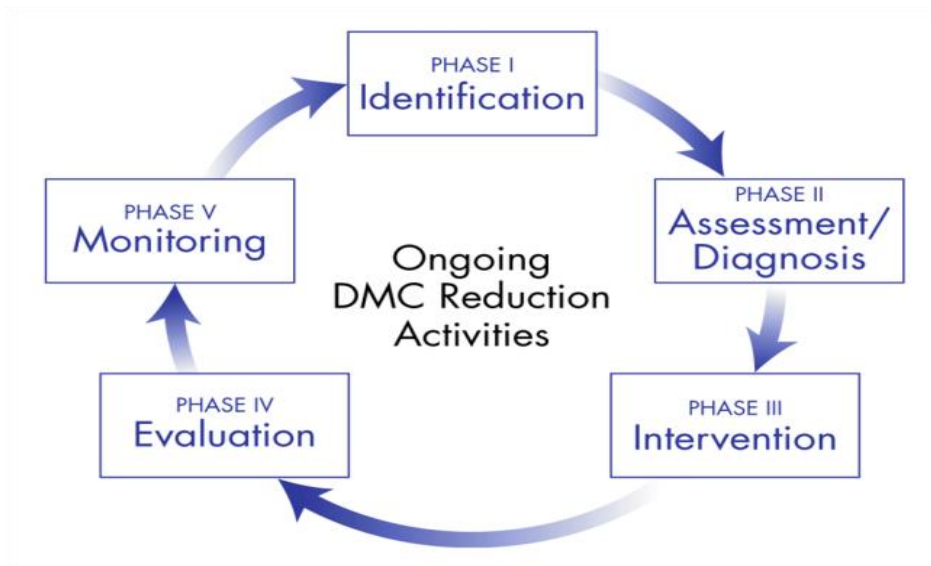 PHASE I
Identification
PHASE II
Assessment/
Diagnosis
PHASE III
Intervention
PHASE IV
Evaluation
PHASE V
Monitoring
Ongoing
DMC Reduction
Activities